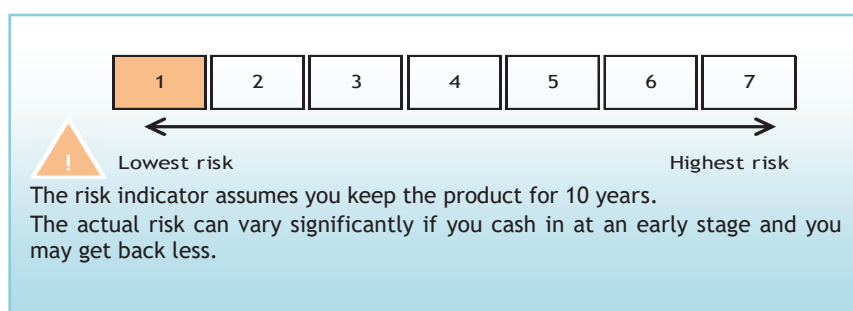 1 2 3 4 5 6 7
!
Lowest risk Highest risk
The risk indicator assumes you keep the product for 10 years.
The actual risk can vary significantly if you cash in at an early stage and you
may get back less.